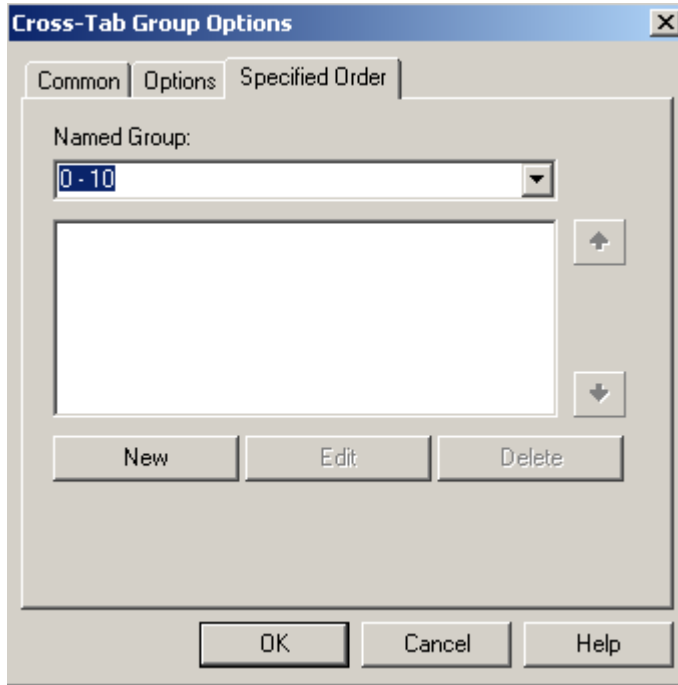 Cross-Tab Group Options
Common Options Specified Order
Named Group:
0 - 10
New Edit Delete
OK Cancel Help